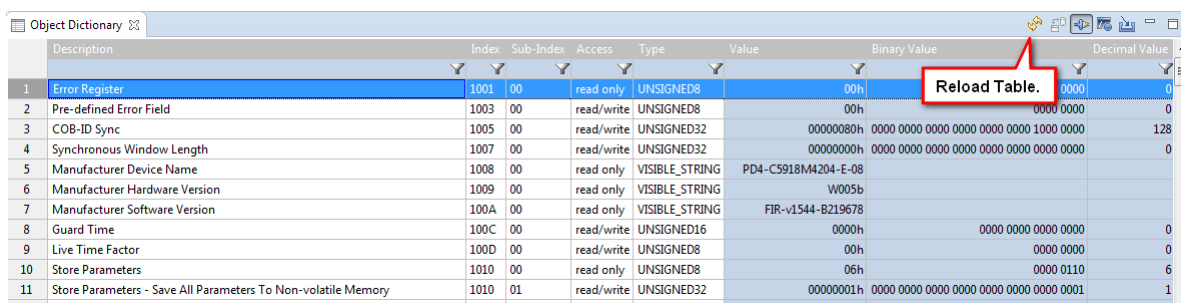 Object Dictionary
Description Index Sub-Index Access Type Value Binary Value Decimal Value
Reload Table.
1 Error Register 1001 00 read only UNSIGNED8 00h 0000 0
2 Pre-defined Error Field 1003 00 read/write UNSIGNED8 00h 0000 0000 0
3 COB-ID Sync 1005 00 read/write UNSIGNED32 00000080h 0000 0000 0000 0000 0000 0000 1000 0000 128
4 Synchronous Window Length 1007 00 read/write UNSIGNED32 00000000h 0000 0000 0000 0000 0000 0000 0000 0000 0
5 Manufacturer Device Name 1008 00 read only VISIBLE_STRING PD4-C5918M4204-E-08
6 Manufacturer Hardware Version 1009 00 read only VISIBLE_STRING W005b
7 Manufacturer Software Version 100A 00 read only VISIBLE_STRING FIR-v1544-B219678
8 Guard Time 100C 00 read/write UNSIGNED16 0000h 0000 0000 0000 0000 0
9 Live Time Factor 100D 00 read/write UNSIGNED8 00h 0000 0000 0
10 Store Parameters 1010 00 read only UNSIGNED8 06h 0000 0110 6
11 Store Parameters - Save All Parameters To Non-volatile Memory 1010 01 read/write UNSIGNED32 00000001h 0000 0000 0000 0000 0000 0000 0000 0001 1